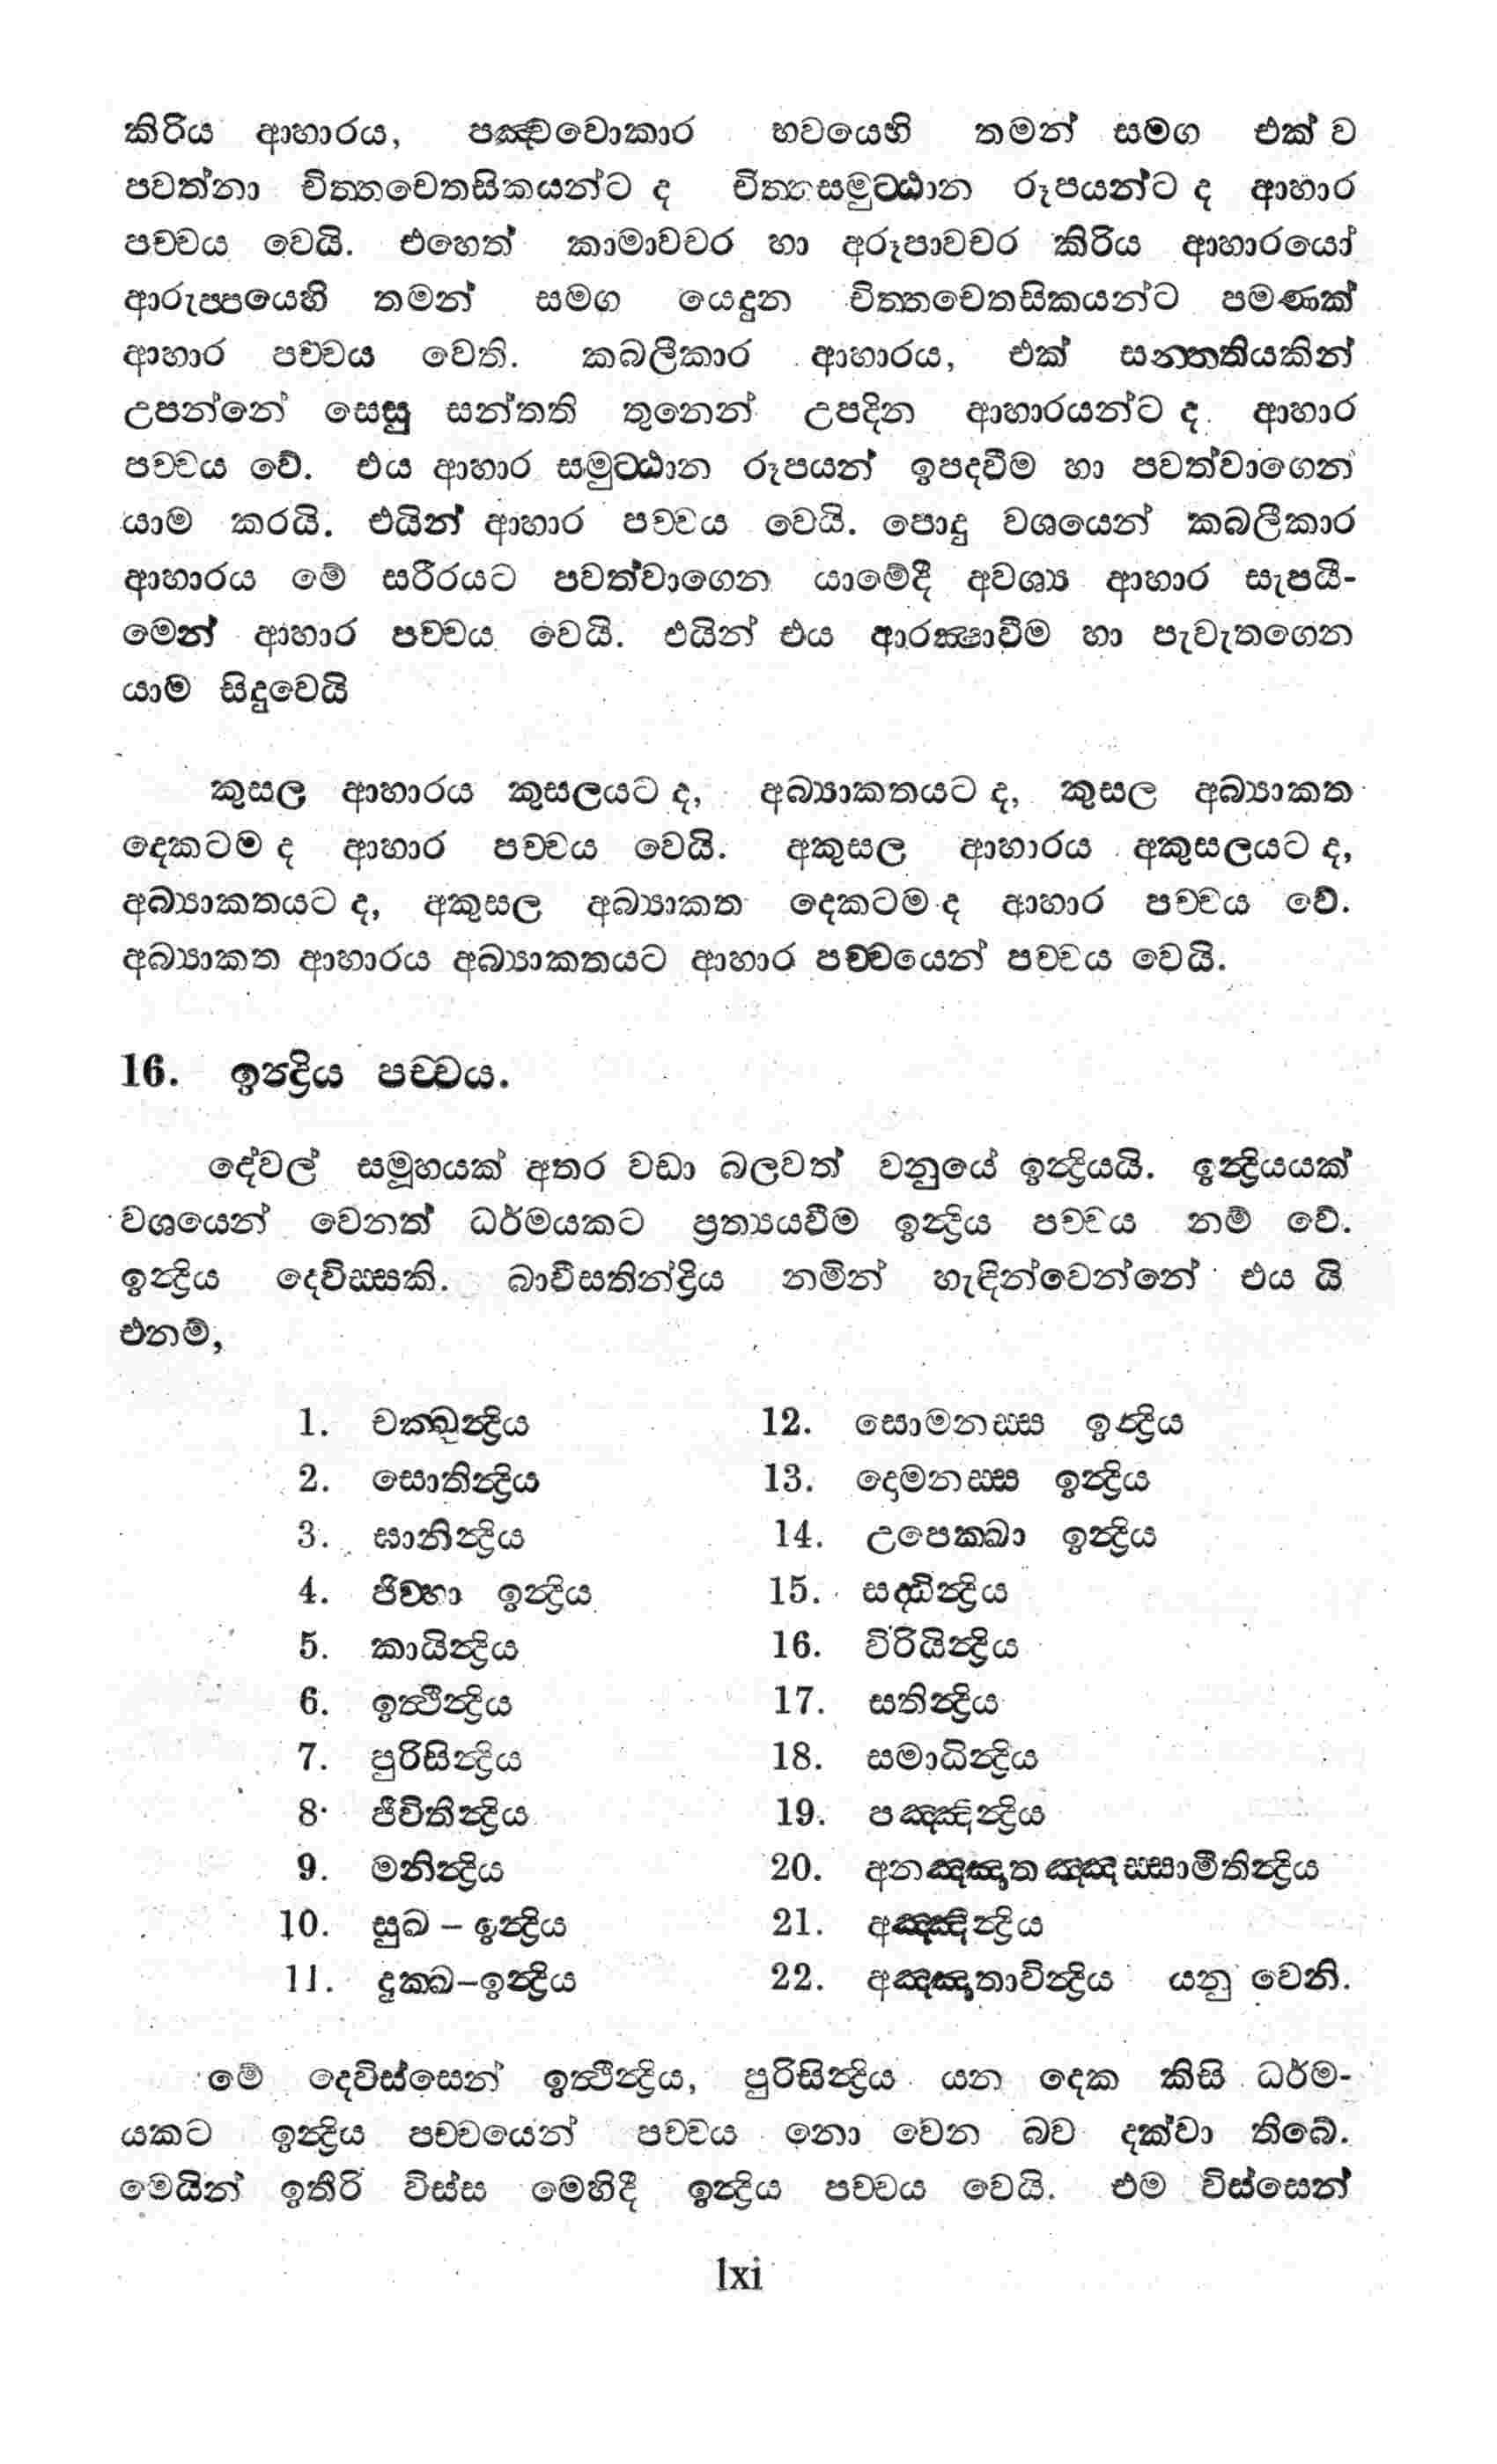 කිරිය ආහාරය, පඤ්චවොකාර භවයෙහි තමන් සමග එක් ව
පවත්නා චිත්තචෙතසිකයන්ට ද චිත්තසමුට්ඨාන රූපයන්ට ද ආහාර
පච්චය වෙයි. එහෙත් කාමාවචර හා අරූපාවචර කිරිය ආහාරයෝ
ආරුප්පයෙහි තමන් සමග යෙදුන චිත්තචෙතසිකයන්ට පමණක්
ආහාර පච්චය වෙති. කබලීකාර ආහාරය, එක් සන්තතියකින්
උපන්නේ සෙසු සන්තති තුනෙන් උපදින ආහාරයන්ට ද ආහාර
පච්චය වේ. එය ආහාර සමුට්ඨාන රූපයන් ඉපදවීම හා පවත්වාගෙන
යාම කරයි. එයින් ආහාර පච්චය වෙයි. පොදු වශයෙන් කබලීකාර
ආහාරය මේ සරීරයට පවත්වාගෙන යාමේදී අවශ්‍ය ආහාර සැපයී-
මෙන් ආහාර පච්චය වෙයි. එයින් එය ආරක්‍ෂාවීම හා පැවැතගෙන
යාම සිදුවෙයි
කුසල ආහාරය කුසලයට ද, අබ්‍යාකතයට ද, කුසල අබ්‍යාකත
දෙකටම ද ආහාර පච්චය වෙයි. අකුසල ආහාරය අකුසලයට ද,
අබ්‍යාකතයට ද, අකුසල අබ්‍යාකත දෙකටම ද ආහාර පච්චය වේ.
අබ්‍යාකත ආහාරය අබ්‍යාකතයට ආහාර පච්චයෙන් පච්චය වෙයි.
16. ඉන්‍ද්‍රිය පච්චය.
දේවල් සමූහයක් අතර වඩා බලවත් වනුයේ ඉන්‍ද්‍රියයි. ඉන්‍ද්‍රියයක්
වශයෙන් වෙනත් ධර්මයකට ප්‍රත්‍යයවීම ඉන්‍ද්‍රිය පච්චය නම් වේ.
ඉන්‍ද්‍රිය දෙවිස්සකි. බාවීසතින්ද්‍රිය නමින් හැඳින්වෙන්නේ එය යි
එනම්,
1. චක්ඛුන්‍ද්‍රිය
2. සොතින්‍ද්‍රිය
3. ඝානින්‍ද්‍රිය
4. ජිව්හා ඉන්‍ද්‍රිය
5. කායින්‍ද්‍රිය
6. ඉත්ථින්‍ද්‍රිය
7. පුරිසින්‍ද්‍රිය
8. ජීවිතින්‍ද්‍රිය
9. මනින්‍ද්‍රිය
10. සුඛ – ඉන්‍ද්‍රිය
11. දුක්ඛ–ඉන්‍ද්‍රිය
12. සොමනස්ස ඉන්‍ද්‍රිය
13. දොමනස්ස ඉන්‍ද්‍රිය
14. උපෙක්ඛා ඉන්‍ද්‍රිය
15. සද්ධින්‍ද්‍රිය
16. විරියින්‍ද්‍රිය
17. සතින්‍ද්‍රිය
18. සමාධින්‍ද්‍රිය
19. පඤ්ඤින්‍ද්‍රිය
20. අනඤ්ඤාතඤ්ඤස්සාමීතින්‍ද්‍රිය
21. අඤ්ඤින්‍ද්‍රිය
22. අඤ්ඤාතාවින්‍ද්‍රිය යනු වෙනි.
මේ දෙවිස්සෙන් ඉත්ථින්‍ද්‍රිය, පුරිසින්‍ද්‍රිය යන දෙක කිසි ධර්ම-
යකට ඉන්‍ද්‍රිය පච්චයෙන් පච්චය නො වෙන බව දක්වා තිබේ.
මෙයින් ඉතිරි විස්ස මෙහිදී ඉන්‍ද්‍රිය පච්චය වෙයි. එම විස්සෙන්
lxi